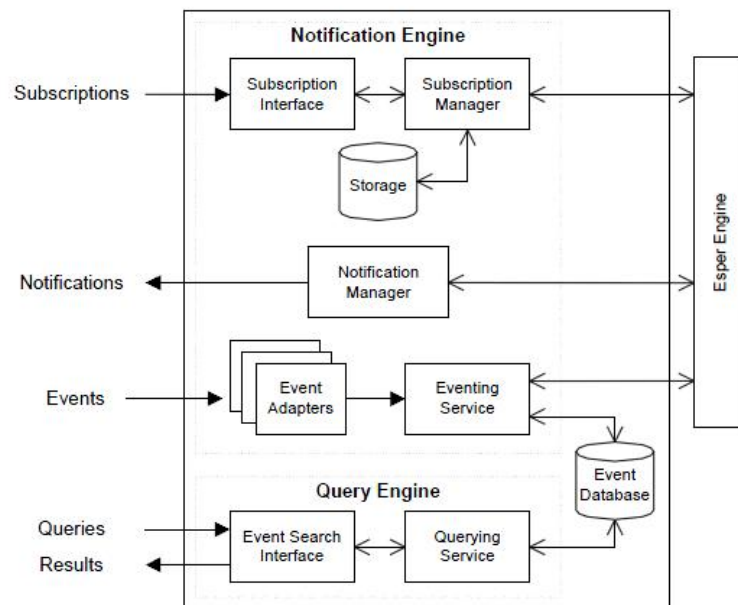 Notification Engine
Subscriptions
Subscription
Interface
Subscription
Manager
Storage
Esper Engine
Notifications
Notification
Manager
Events
Event
Adapters
Eventing
Service
Event
Database
Query Engine
Queries
Results
Event Search
Interface
Querying
Service